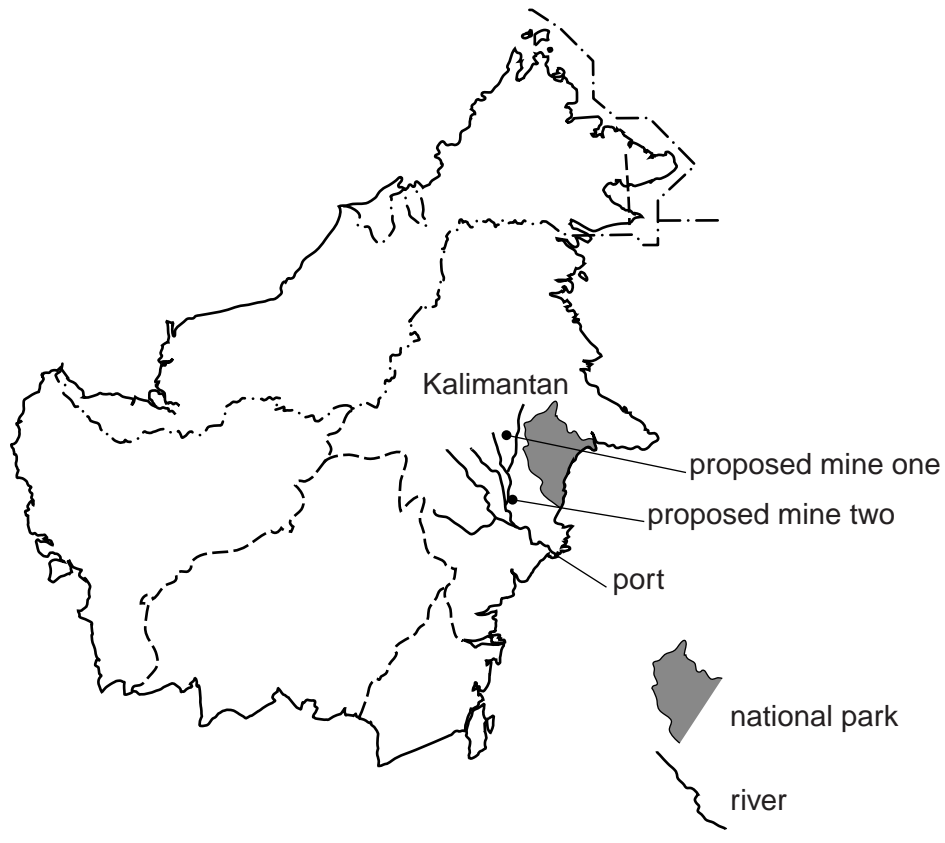 Kalimantan
proposed mine one
proposed mine two
port
national park
river